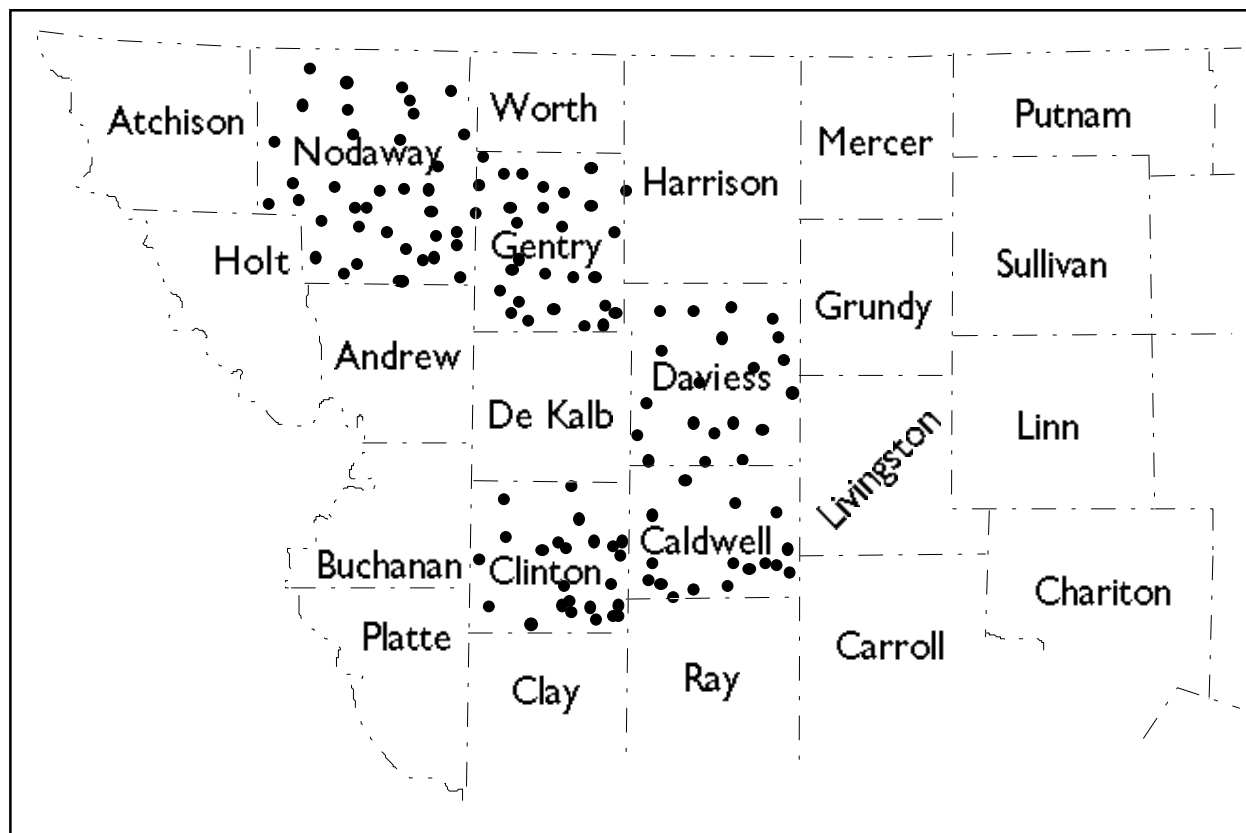 Atchison
Nodaway
Worth
Harrison
Mercer
Putnam
Holt
Gentry
Sullivan
Andrew
De Kalb
Daviess
Grundy
Livingston
Linn
Buchanan
Clinton
Caldwell
Chariton
Platte
Clay
Ray
Carroll